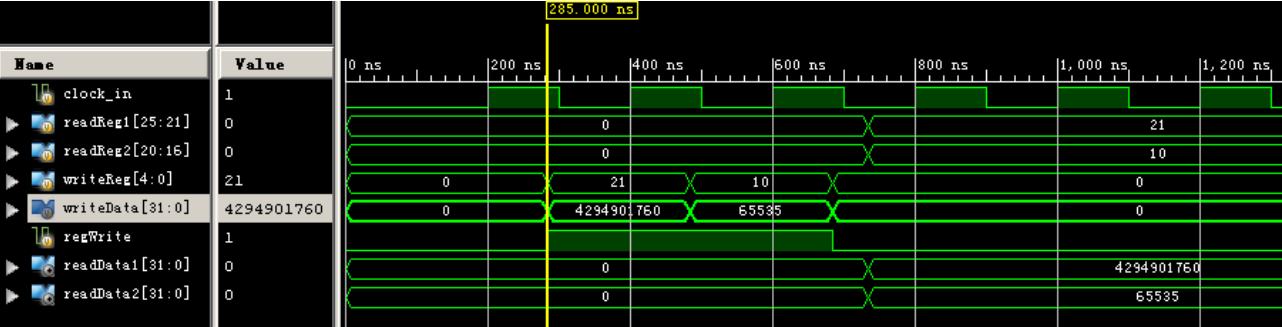 285.000 ns
Name Value 0 ns 200 ns 400 ns 600 ns 800 ns 1,000 ns 1,200 ns
clock_in 1
readReg1[25:21] 0 0 21
readReg2[20:16] 0 0 10
writeReg[4:0] 21 0 21 10 0
writeData[31:0] 4294901760 0 4294901760 65535 0
regWrite 1
readData1[31:0] 0 0 4294901760
readData2[31:0] 0 0 65535